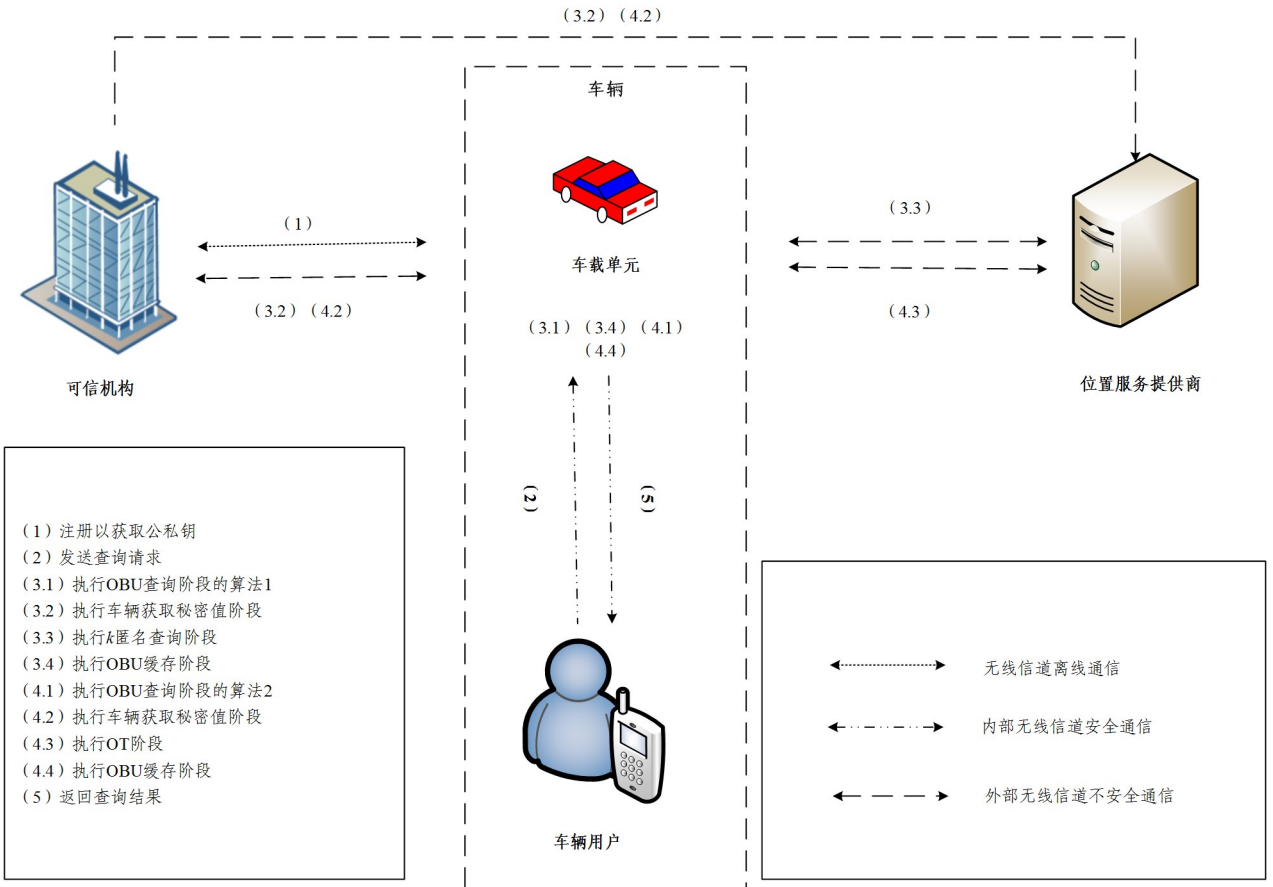 （3.2）（4.2）
车辆
（1）
（3.3）
车载单元
（3.2）（4.2）
（4.3）
（3.1）（3.4）（4.1）
（4.4）
可信机构
位置服务提供商
（2）
（5）
（1）注册以获取公私钥
（2）发送查询请求
（3.1）执行OBU查询阶段的算法1
（3.2）执行车辆获取秘密值阶段
（3.3）执行k匿名查询阶段
（3.4）执行OBU缓存阶段
（4.1）执行OBU查询阶段的算法2
（4.2）执行车辆获取秘密值阶段
（4.3）执行OT阶段
（4.4）执行OBU缓存阶段
（5）返回查询结果
无线信道离线通信
内部无线信道安全通信
外部无线信道不安全通信
车辆用户